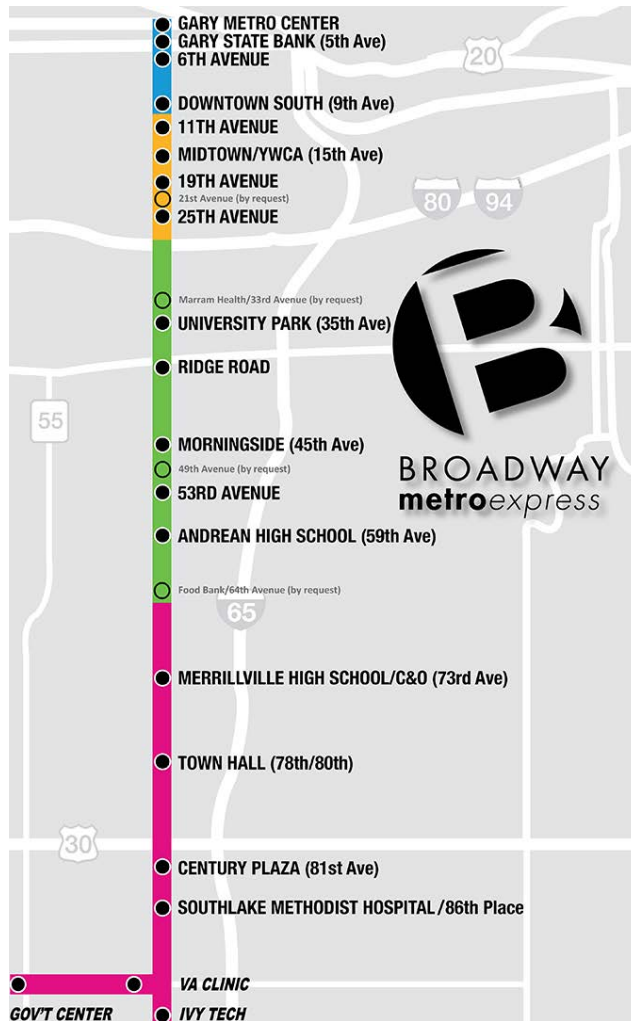 GARY METRO CENTER
GARY STATE BANK (5th Ave)
6TH AVENUE
20
DOWNTOWN SOUTH (9th Ave)
11TH AVENUE
MIDTOWN/YWCA (15th Ave)
19TH AVENUE
21st Avenue (by request)
80 94
25TH AVENUE
Marram Health/33rd Avenue (by request)
UNIVERSITY PARK (35th Ave)
B
RIDGE ROAD
55
MORNINGSIDE (45th Ave)
49th Avenue (by request)
BROADWAY
metroexpress
53RD AVENUE
ANDREAN HIGH SCHOOL (59th Ave)
Food Bank/64th Avenue (by request)
65
MERRILLVILLE HIGH SCHOOL/C&O (73rd Ave)
TOWN HALL (78th/80th)
30
CENTURY PLAZA (81st Ave)
SOUTHLAKE METHODIST HOSPITAL/86th Place
VA CLINIC
GOV'T CENTER
IVY TECH